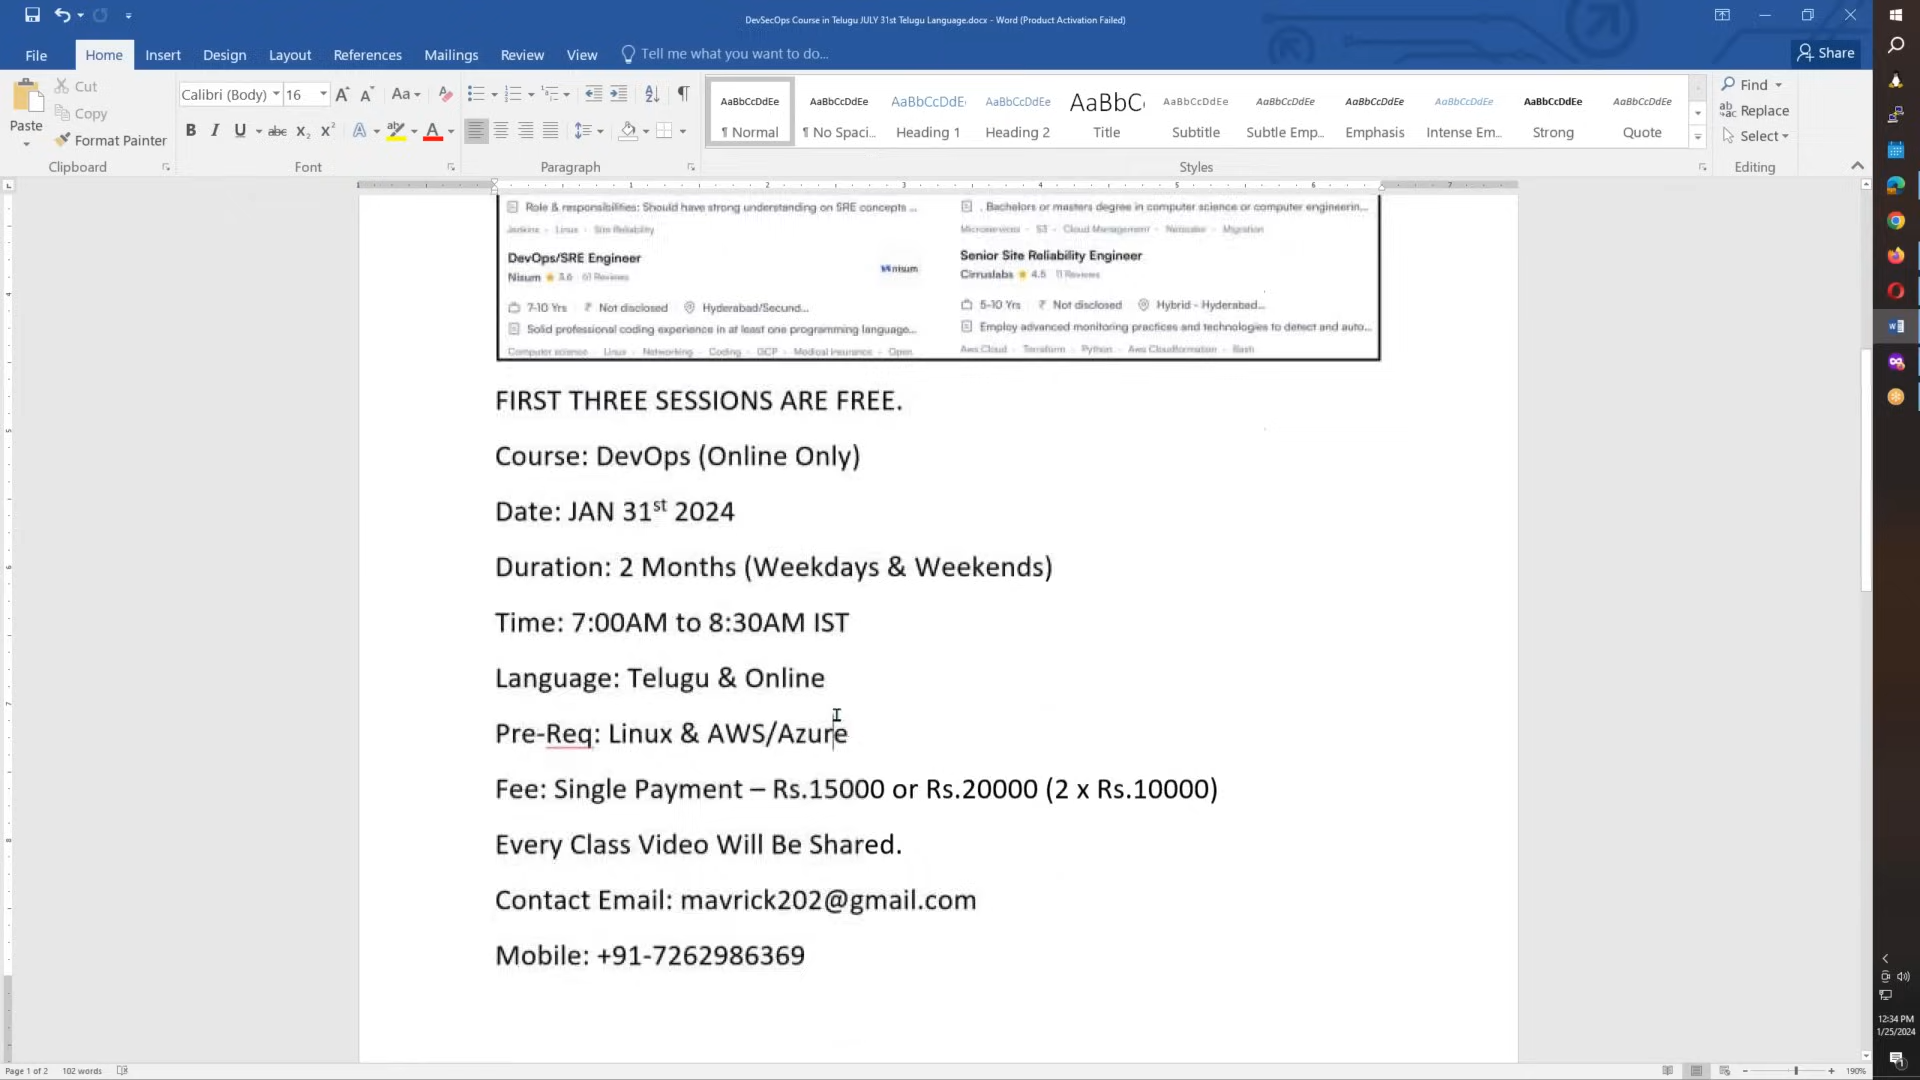 DevSecOps Course in Telugu JULY 31st Telugu Language.docx - Word (Product Activation Failed)
File Home Insert Design Layout References Mailings Review View Tell me what you want to do... Share
Paste Cut Copy Format Painter
Calibri (Body) 16
Clipboard Font Paragraph Styles Editing
AaBbCcDdEe AaBbCcDdEe AaBbCcDdE AaBbCcDdEe AaBbC AaBbCcDdEe AaBbCcDdEe AaBbCcDdEe AaBbCcDdEe AaBbCcDdEe AaBbCcDdEe
¶ Normal ¶ No Spaci... Heading 1 Heading 2 Title Subtitle Subtle Emp... Emphasis Intense Em... Strong Quote
Find
Replace
Select
Role & responsibilities: Should have strong understanding on SRE concepts ...
Jenkins - Linux - Site Reliability
DevOps/SRE Engineer
Nisum 3.6 61 Reviews
nisum
7-10 Yrs Not disclosed Hyderabad/Secund...
Solid professional coding experience in at least one programming language...
Computer science - Linux - Networking - Coding - GCP - Medical insurance - Open
. Bachelors or masters degree in computer science or computer engineerin...
Microservices - S3 - Cloud Management - Networks - Migration
Senior Site Reliability Engineer
Cirruslabs 4.5 11 Reviews
5-10 Yrs Not disclosed Hybrid - Hyderabad...
Employ advanced monitoring practices and technologies to detect and auto...
Aws Cloud - Terraform - Python - Aws Cloudformation - Bash
FIRST THREE SESSIONS ARE FREE.
Course: DevOps (Online Only)
Date: JAN 31st 2024
Duration: 2 Months (Weekdays & Weekends)
Time: 7:00AM to 8:30AM IST
Language: Telugu & Online
Pre-Req: Linux & AWS/Azure
Fee: Single Payment – Rs.15000 or Rs.20000 (2 x Rs.10000)
Every Class Video Will Be Shared.
Contact Email: mavrick202@gmail.com
Mobile: +91-7262986369
Page 1 of 2 102 words
190%
12:34 PM
1/25/2024